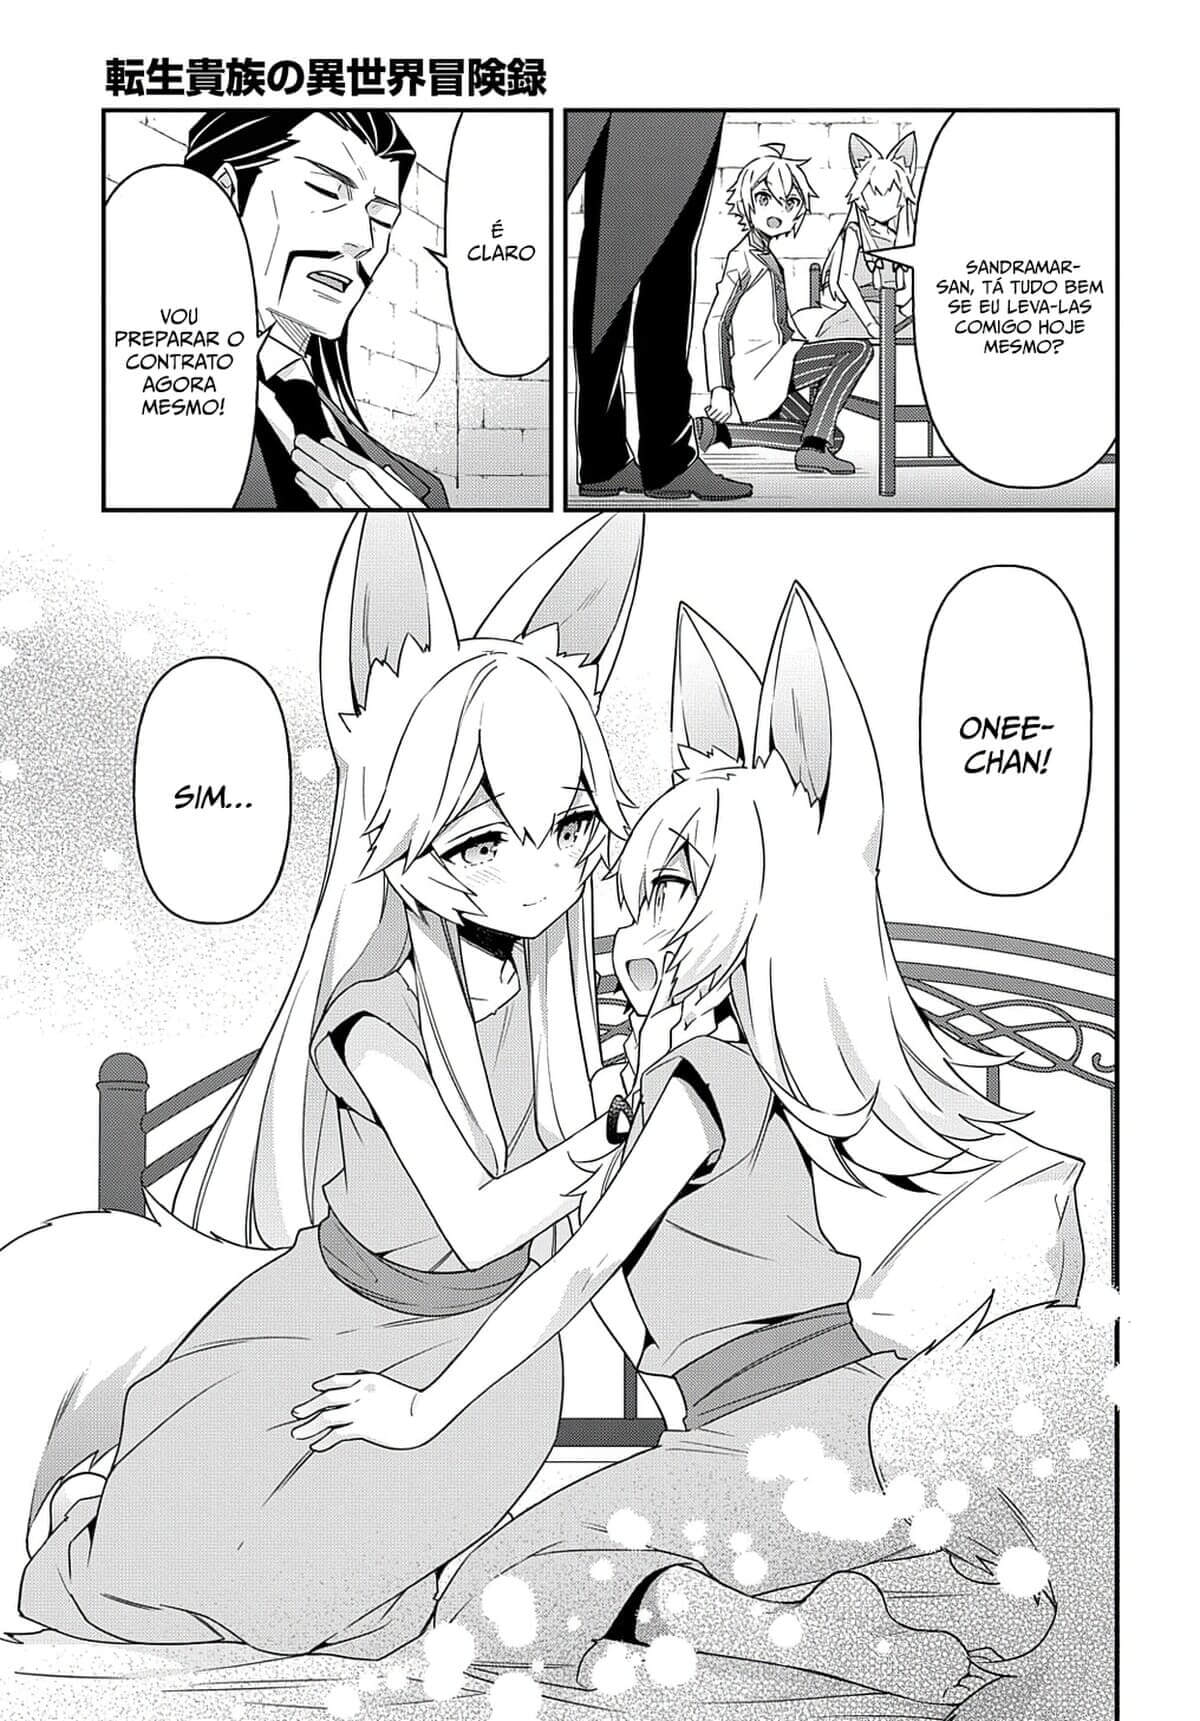 転生貴族の異世界冒険録
SANDRAMAR-
SAN, TÁ TUDO BEM
SE EU LEVA-LAS
COMIGO HOJE
MESMO?
É
CLARO
VOU
PREPARAR O
CONTRATO
AGORA
MESMO!
ONEE-
CHAN!
SIM...